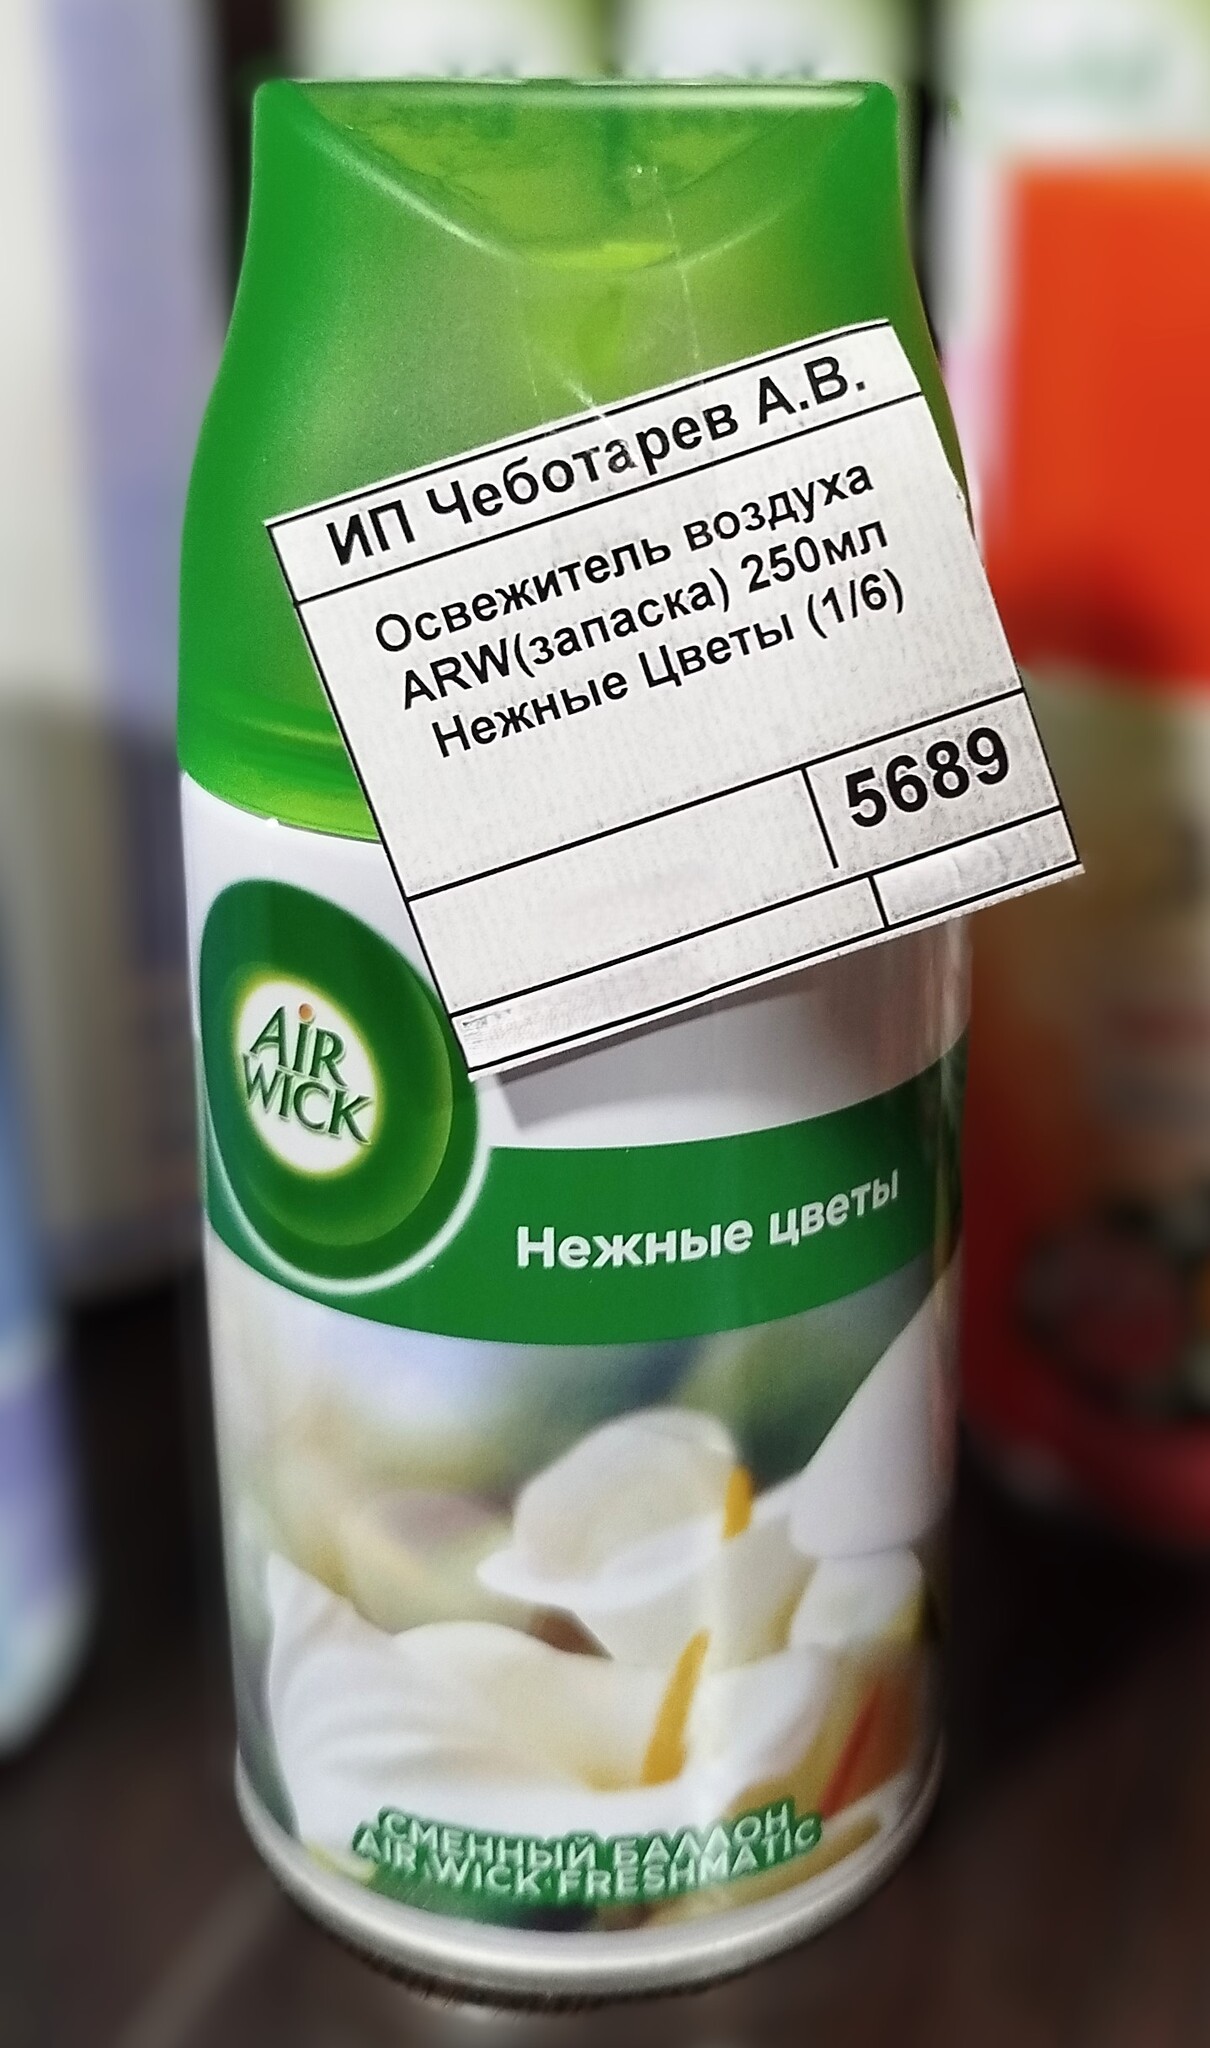 ИП Чеботарев А.В.
Освежитель воздуха
ARW(запаска) 250мл
Нежные Цветы (1/6)
5689
AIR
WICK
Нежные цветы
СМЕННЫЙ БАЛЛОН
AIR WICK FRESHMATIC